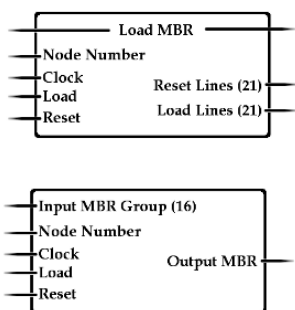 Load MBR
Node Number
Clock
Load
Reset
Reset Lines (21)
Load Lines (21)
Input MBR Group (16)
Node Number
Clock
Load
Reset
Output MBR